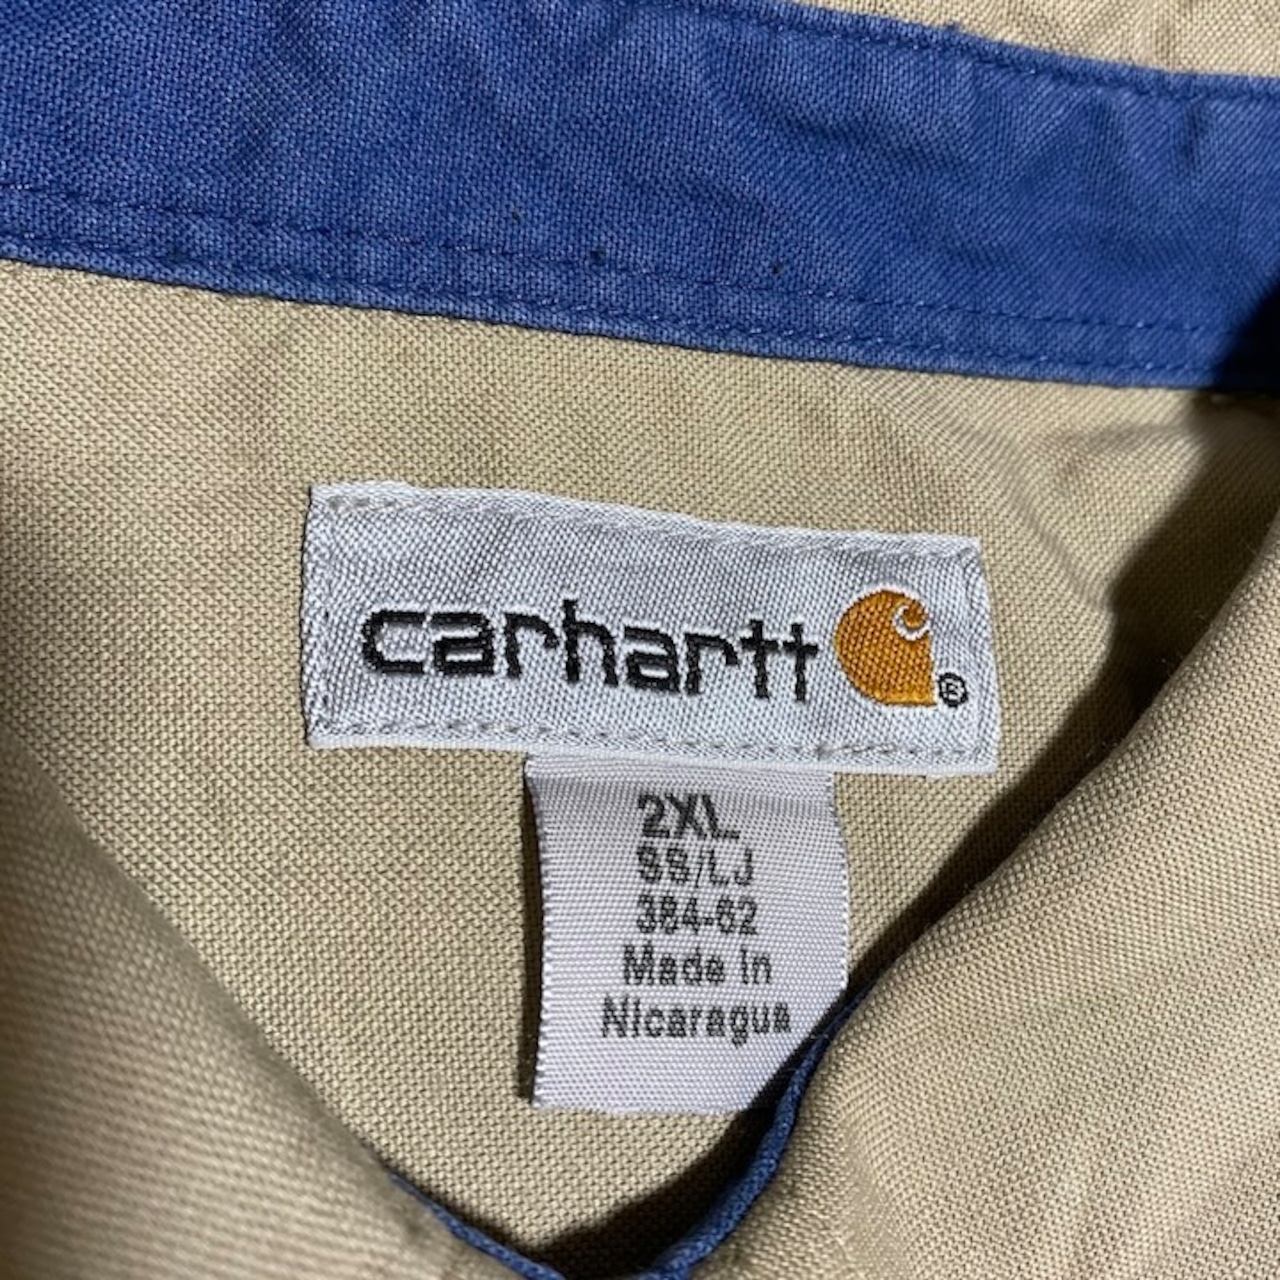 carhartt ®
2XL
SS/LJ
384-62
Made In
Nicaragua